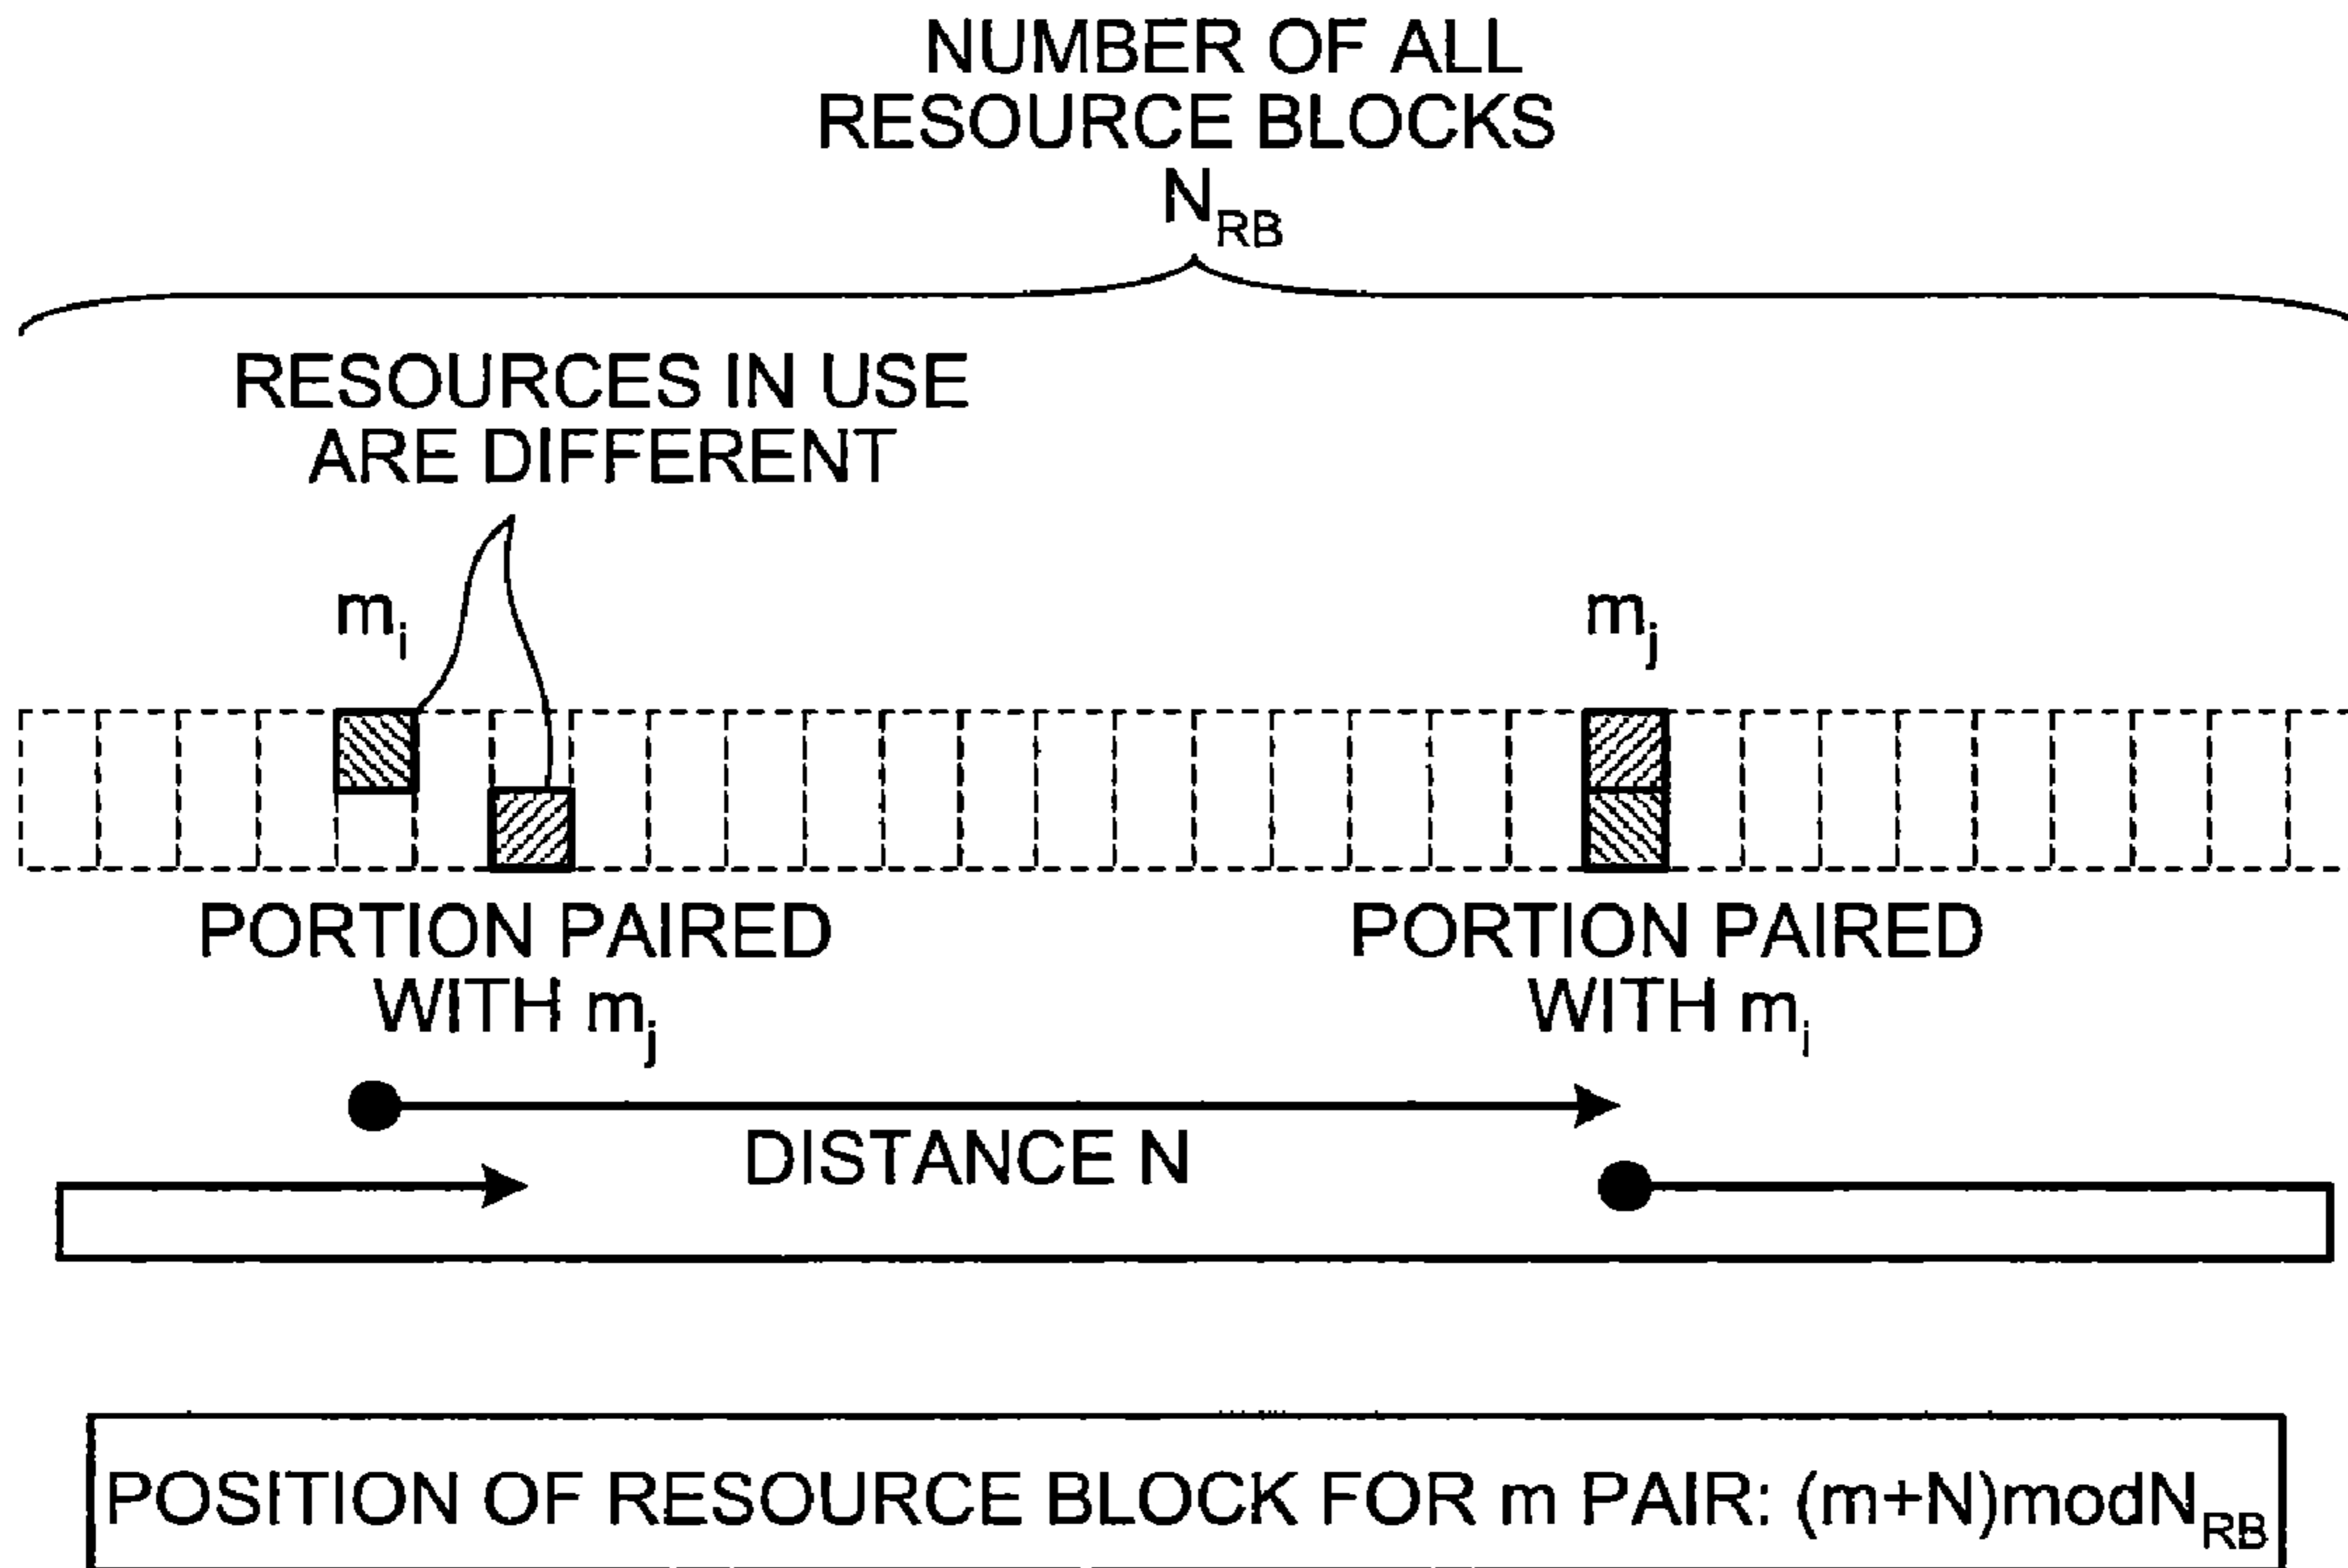 NUMBER OF ALL
RESOURCE BLOCKS
N_RB
RESOURCES IN USE
ARE DIFFERENT
m_i
m_j
PORTION PAIRED
WITH m_j
PORTION PAIRED
WITH m_i
DISTANCE N
POSITION OF RESOURCE BLOCK FOR m PAIR: (m+N)modN_RB